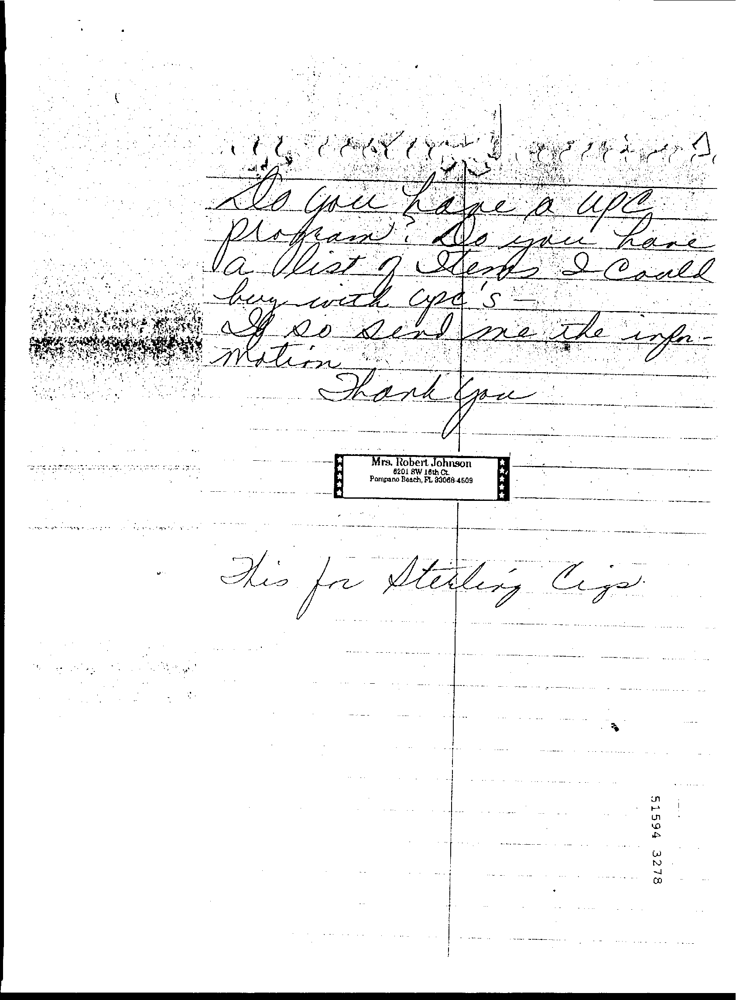 Do you have a upc
program? Do you have
a list of Items I Could
buy with upc's –
If so send me the infor-
mation
Thank You
Mrs. Robert Johnson
6201 SW 16th Ct.
Pompano Beach, FL 33068-4509
This for Sterling Cigs.
51594 3278